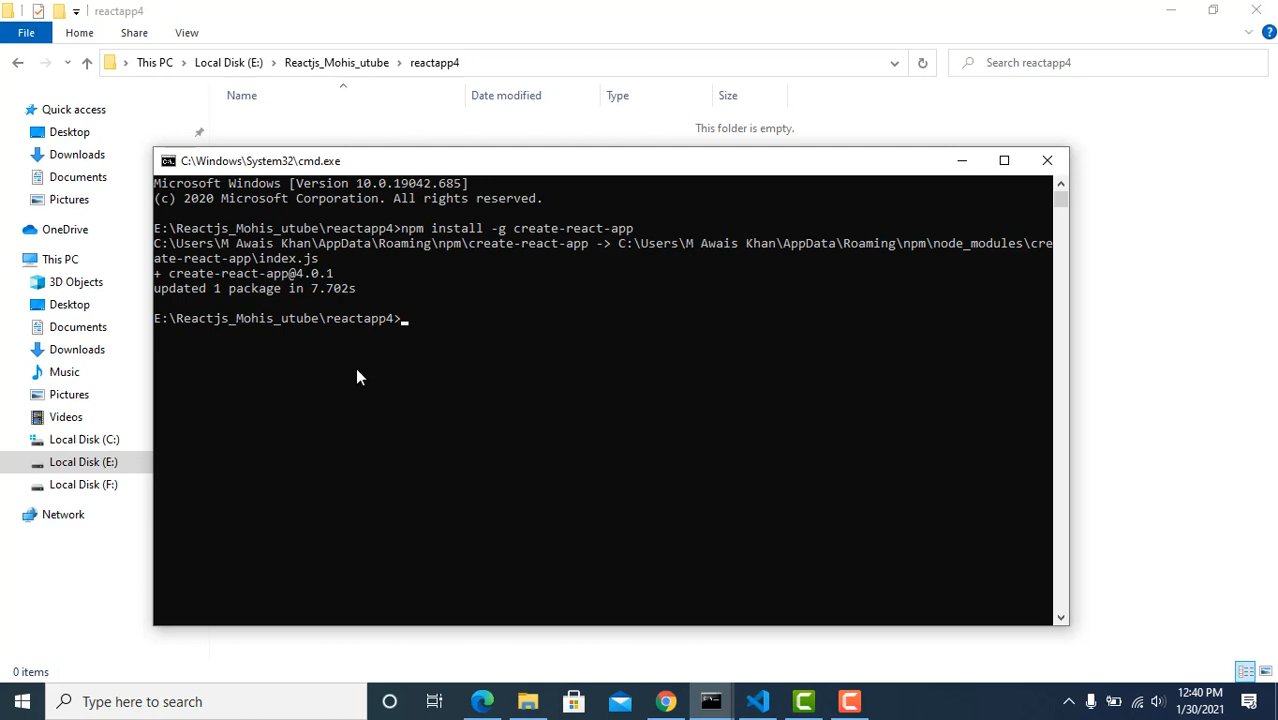 reactapp4
File Home Share View
This PC Local Disk (E:) Reactjs_Mohis_utube reactapp4
Search reactapp4
Name Date modified Type Size
This folder is empty.
Quick access
Desktop
Downloads
Documents
Pictures
OneDrive
This PC
3D Objects
Desktop
Documents
Downloads
Music
Pictures
Videos
Local Disk (C:)
Local Disk (E:)
Local Disk (F:)
Network
C:\Windows\System32\cmd.exe
Microsoft Windows [Version 10.0.19042.685]
(c) 2020 Microsoft Corporation. All rights reserved.
E:\Reactjs_Mohis_utube\reactapp4>npm install -g create-react-app
C:\Users\M Awais Khan\AppData\Roaming\npm\create-react-app -> C:\Users\M Awais Khan\AppData\Roaming\npm\node_modules\cre
ate-react-app\index.js
+ create-react-app@4.0.1
updated 1 package in 7.702s
E:\Reactjs_Mohis_utube\reactapp4>
0 items
Type here to search
12:40 PM
1/30/2021